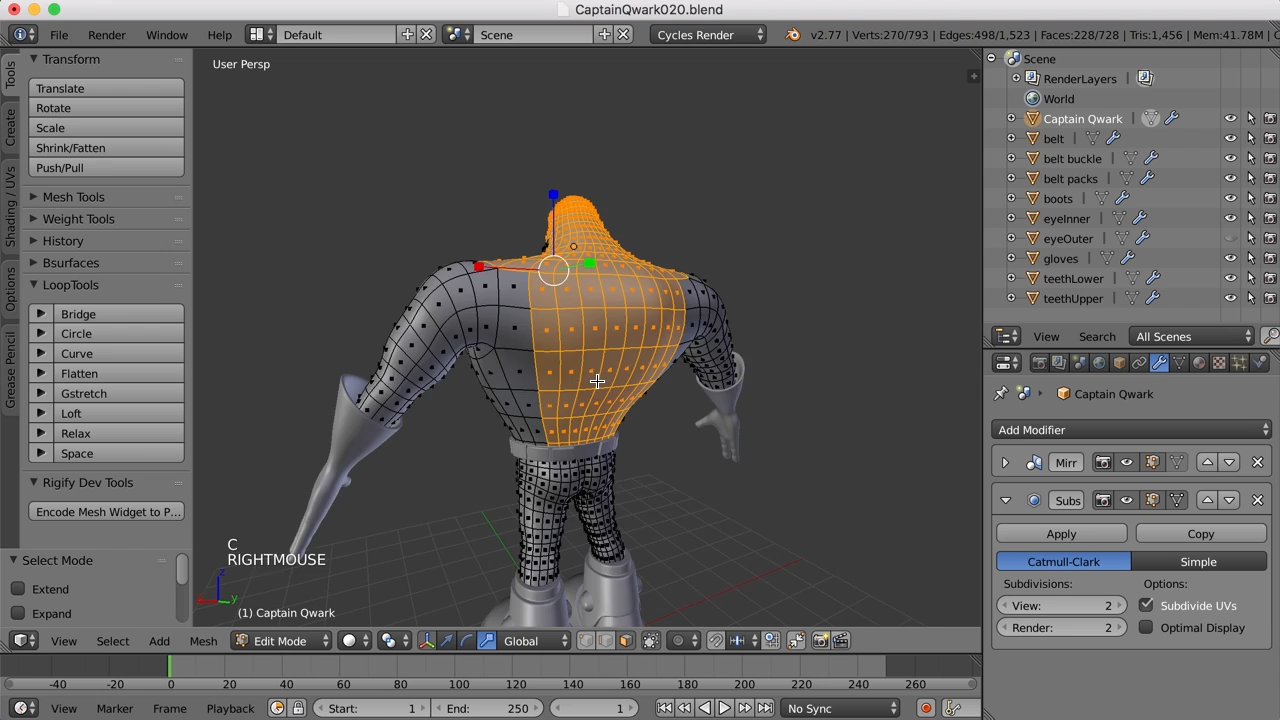 CaptainQwark020.blend
File Render Window Help Default Scene Cycles Render v2.77 | Verts:270/793 | Edges:498/1,523 | Faces:228/728 | Tris:1,456 | Mem:41.78M | C
Tools
Create
Shading / UVs
Options
Grease Pencil
Transform
Translate
Rotate
Scale
Shrink/Fatten
Push/Pull
Mesh Tools
Weight Tools
History
Bsurfaces
LoopTools
Bridge
Circle
Curve
Flatten
Gstretch
Loft
Relax
Space
Rigify Dev Tools
Encode Mesh Widget to P...
Select Mode
Extend
Expand
User Persp
C
RIGHTMOUSE
z
x y
(1) Captain Qwark
View Select Add Mesh Edit Mode Global
-40 -20 0 20 40 60 80 100 120 140 160 180 200 220 240 260
View Marker Frame Playback Start: 1 End: 250 1 No Sync
Scene
RenderLayers |
World
Captain Qwark |
belt |
belt buckle |
belt packs |
boots |
eyeInner |
eyeOuter |
gloves |
teethLower |
teethUpper |
View Search All Scenes
Captain Qwark
Add Modifier
Mirr
Subs
Apply Copy
Catmull-Clark Simple
Subdivisions: Options:
View: 2 Subdivide UVs
Render: 2 Optimal Display